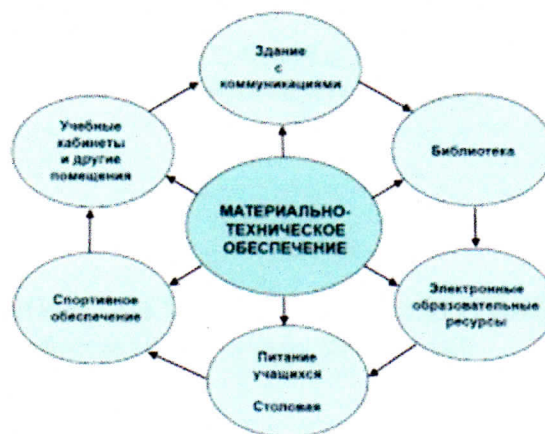 Здание
с
коммуникациями
Учебные
кабинеты
и другие
помещения
Библиотека
МАТЕРИАЛЬНО-
ТЕХНИЧЕСКОЕ
ОБЕСПЕЧЕНИЕ
Спортивное
обеспечение
Электронные
образовательные
ресурсы
Питание
учащихся
Столовая